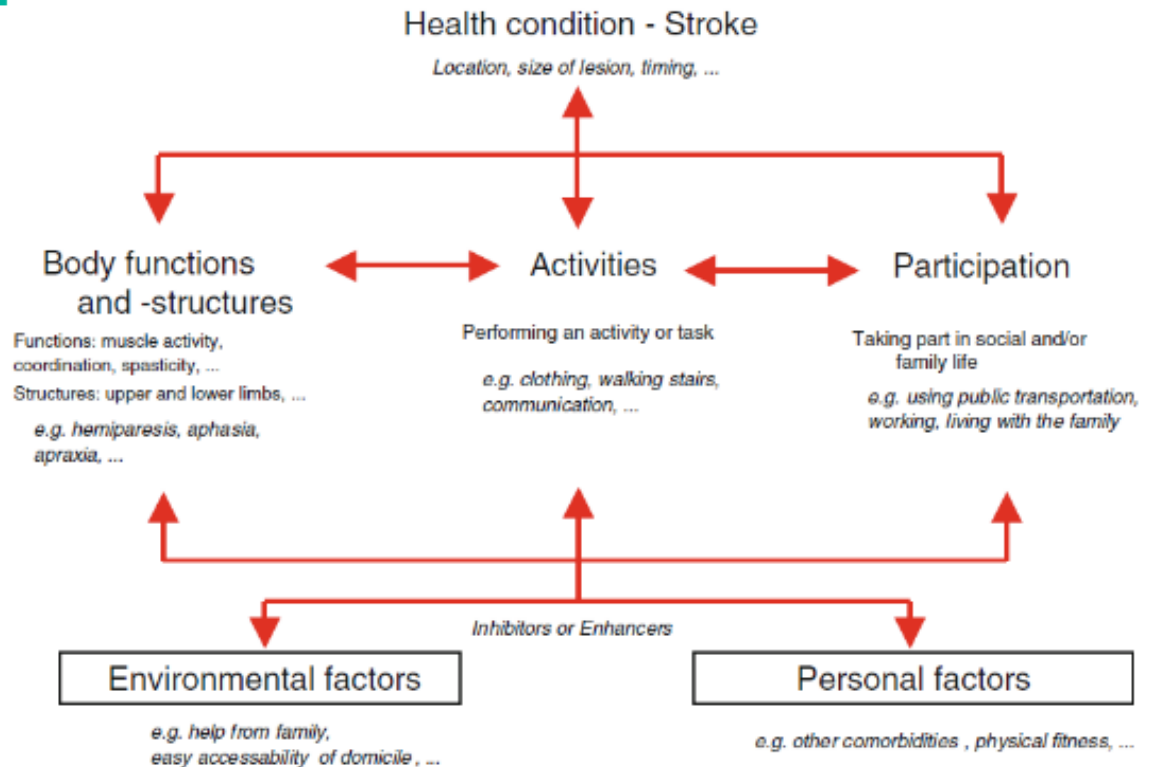 Health condition - Stroke
Location, size of lesion, timing, ...
Body functions
and -structures
Functions: muscle activity,
coordination, spasticity, ...
Structures: upper and lower limbs, ...
e.g. hemiparesis, aphasia,
apraxia, ...
Activities
Performing an activity or task
e.g. clothing, walking stairs,
communication, ...
Participation
Taking part in social and/or
family life
e.g. using public transportation,
working, living with the family
Inhibitors or Enhancers
Environmental factors
e.g. help from family,
easy accessability of domicile , ...
Personal factors
e.g. other comorbidities , physical fitness, ...